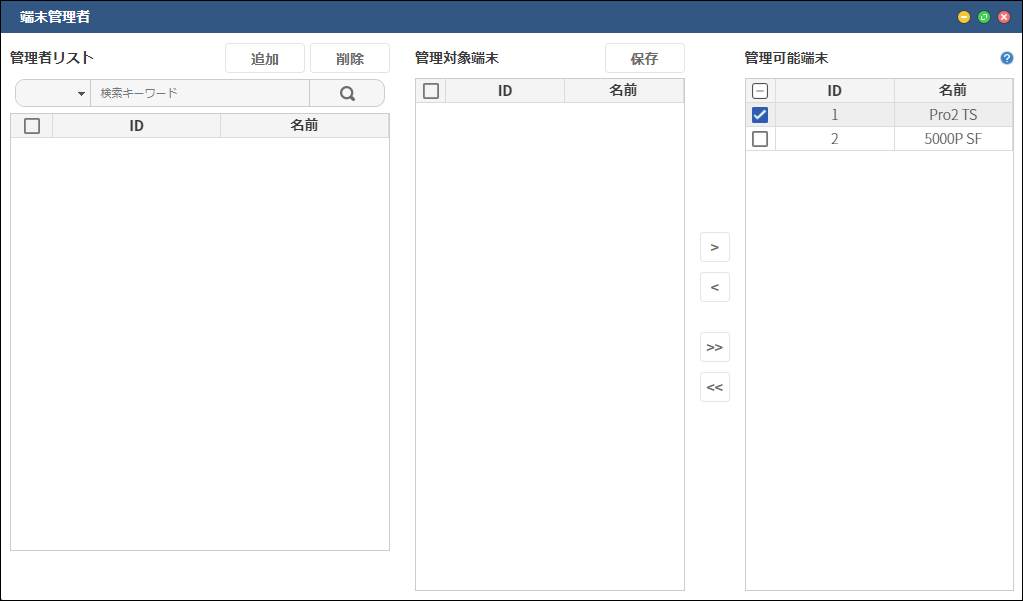 端末管理者
管理者リスト 追加 削除
検索キーワード
ID 名前
管理対象端末 保存
ID 名前
>
<
>>
<<
管理可能端末 ?
ID 名前
1 Pro2 TS
2 5000P SF